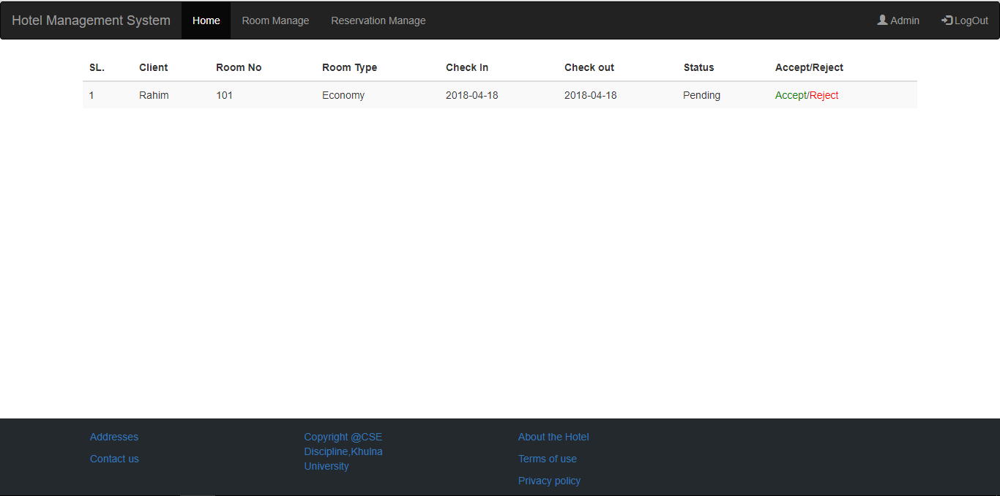 Hotel Management System Home Room Manage Reservation Manage Admin LogOut
SL. Client Room No Room Type Check In Check out Status Accept/Reject
1 Rahim 101 Economy 2018-04-18 2018-04-18 Pending Accept/Reject
Addresses
Contact us
Copyright @CSE
Discipline,Khulna
University
About the Hotel
Terms of use
Privacy policy